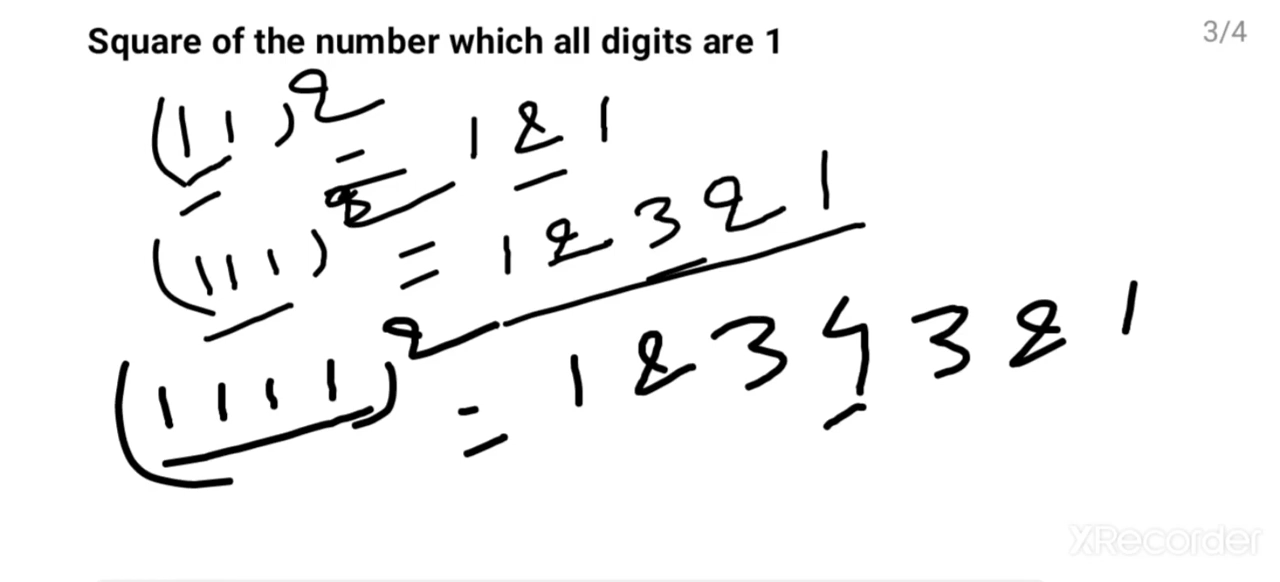 Square of the number which all digits are 1
3/4
(11)² = 121
(111)² = 12321
(1111)² = 1234321
XRecorder